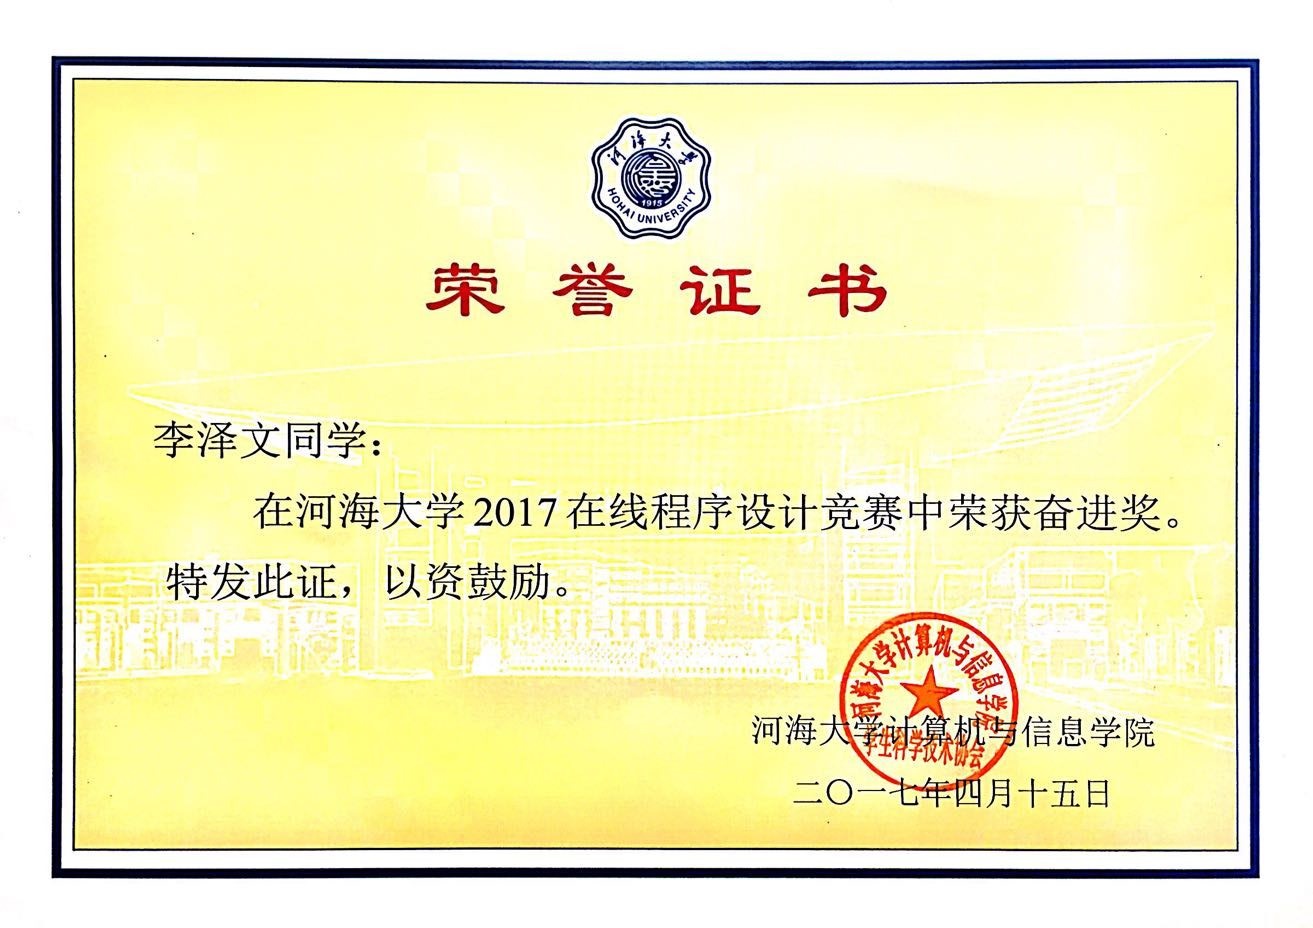 河海大学
1915
HOHAI UNIVERSITY
荣誉证书
李泽文同学：
在河海大学2017在线程序设计竞赛中荣获奋进奖。
特发此证，以资鼓励。
河海大学计算机与信息学院
学生科学技术协会
河海大学计算机与信息学院
二〇一七年四月十五日